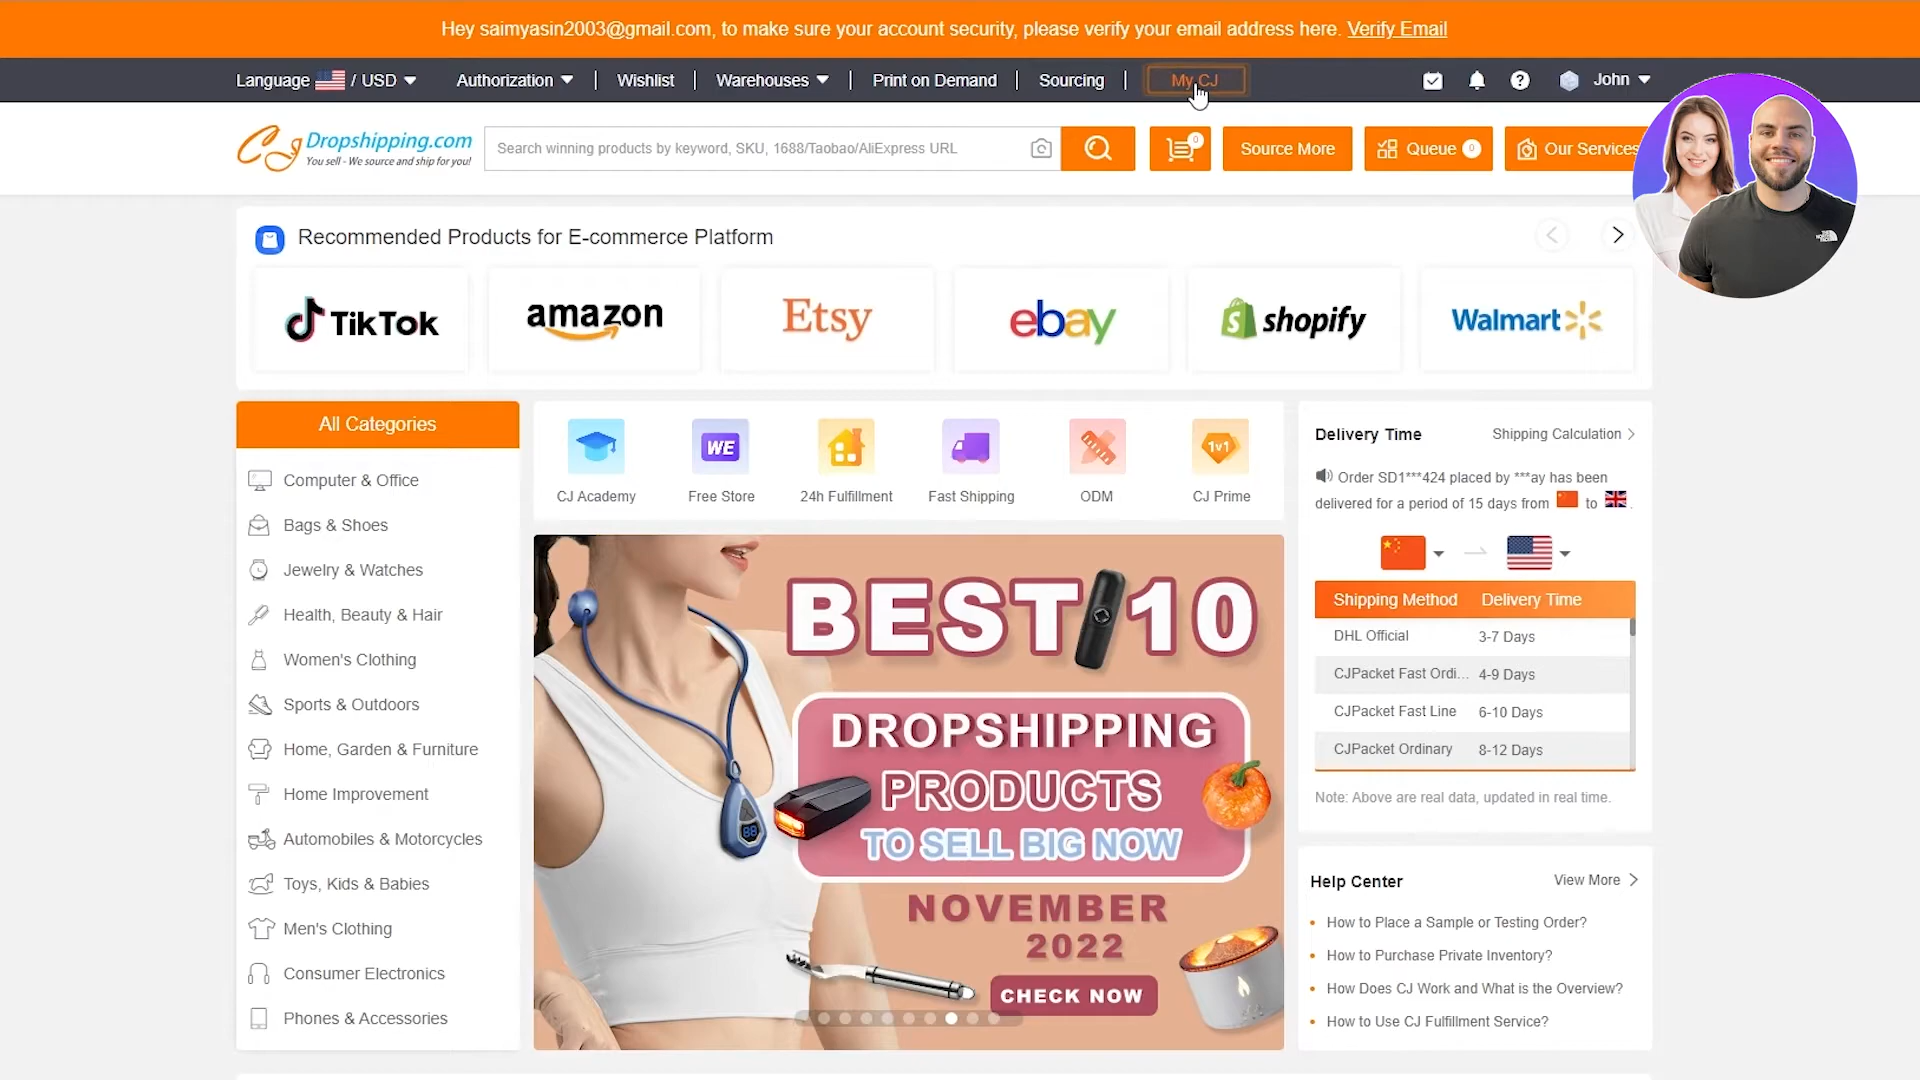 Hey saimyasin2003@gmail.com, to make sure your account security, please verify your email address here. Verify Email
Language / USD Authorization Wishlist Warehouses Print on Demand Sourcing My CJ John
CJ Dropshipping.com
You sell - We source and ship for you!
Search winning products by keyword, SKU, 1688/Taobao/AliExpress URL
0
Source More
Queue 0
Our Services
Recommended Products for E-commerce Platform
TikTok
amazon
Etsy
ebay
shopify
Walmart
All Categories
Computer & Office
Bags & Shoes
Jewelry & Watches
Health, Beauty & Hair
Women's Clothing
Sports & Outdoors
Home, Garden & Furniture
Home Improvement
Automobiles & Motorcycles
Toys, Kids & Babies
Men's Clothing
Consumer Electronics
Phones & Accessories
WE
1v1
CJ Academy
Free Store
24h Fulfillment
Fast Shipping
ODM
CJ Prime
BEST 10
DROPSHIPPING
PRODUCTS
TO SELL BIG NOW
NOVEMBER
2022
CHECK NOW
88
Delivery Time
Shipping Calculation
Order SD1***424 placed by ***ay has been
delivered for a period of 15 days from to .
Shipping Method Delivery Time
DHL Official 3-7 Days
CJPacket Fast Ordi... 4-9 Days
CJPacket Fast Line 6-10 Days
CJPacket Ordinary 8-12 Days
Note: Above are real data, updated in real time.
Help Center
View More
How to Place a Sample or Testing Order?
How to Purchase Private Inventory?
How Does CJ Work and What is the Overview?
How to Use CJ Fulfillment Service?